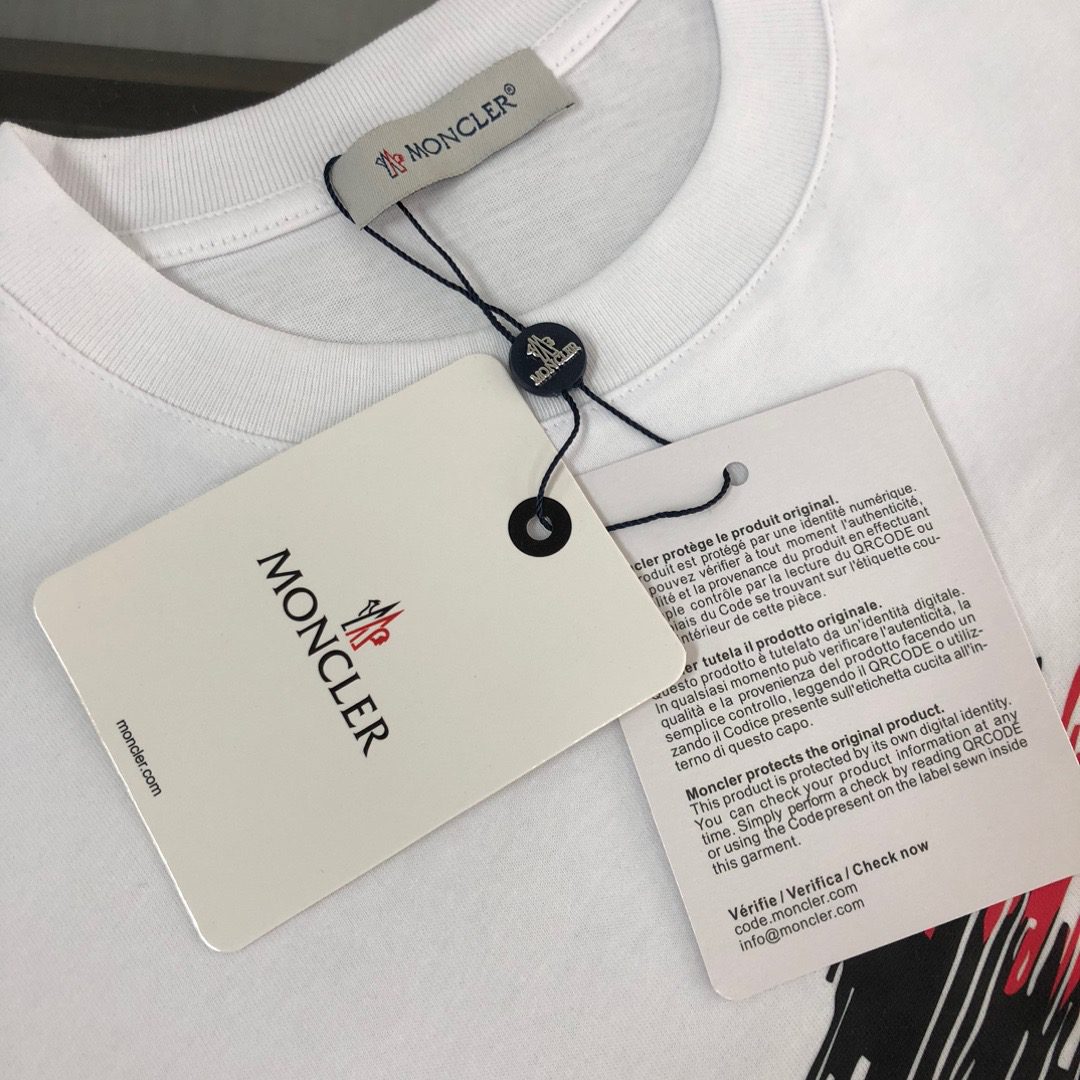 MONCLER®
MONCLER
MONCLER
moncler.com
cler protège le produit original.
roduit est protégé par une identité numérique.
pouvez vérifier à tout moment l'authenticité,
lité et la provenance du produit en effectuant
le contrôle par la lecture du QRCODE ou
iais du Code se trouvant sur l'étiquette cou-
ntérieur de cette pièce.
er tutela il prodotto originale.
uesto prodotto è tutelato da un'identità digitale.
In qualsiasi momento può verificare l'autenticità, la
qualità e la provenienza del prodotto facendo un
semplice controllo, leggendo il QRCODE o utiliz-
zando il Codice presente sull'etichetta cucita all'in-
terno di questo capo.
Moncler protects the original product.
This product is protected by its own digital identity.
You can check your product information at any
time. Simply perform a check by reading QRCODE
or using the Code present on the label sewn inside
this garment.
Vérifie / Verifica / Check now
code.moncler.com
info@moncler.com